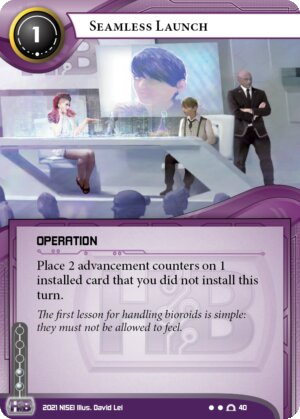 1
SEAMLESS LAUNCH
OPERATION
Place 2 advancement counters on 1
installed card that you did not install this
turn.
The first lesson for handling bioroids is simple:
they must not be allowed to feel.
HB
2021 NISEI Illus. David Lei
40